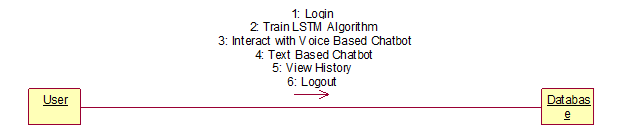 1: Login
2: Train LSTM Algorithm
3: Interact with Voice Based Chatbot
4: Text Based Chatbot
5: View History
6: Logout
User
Databas
e